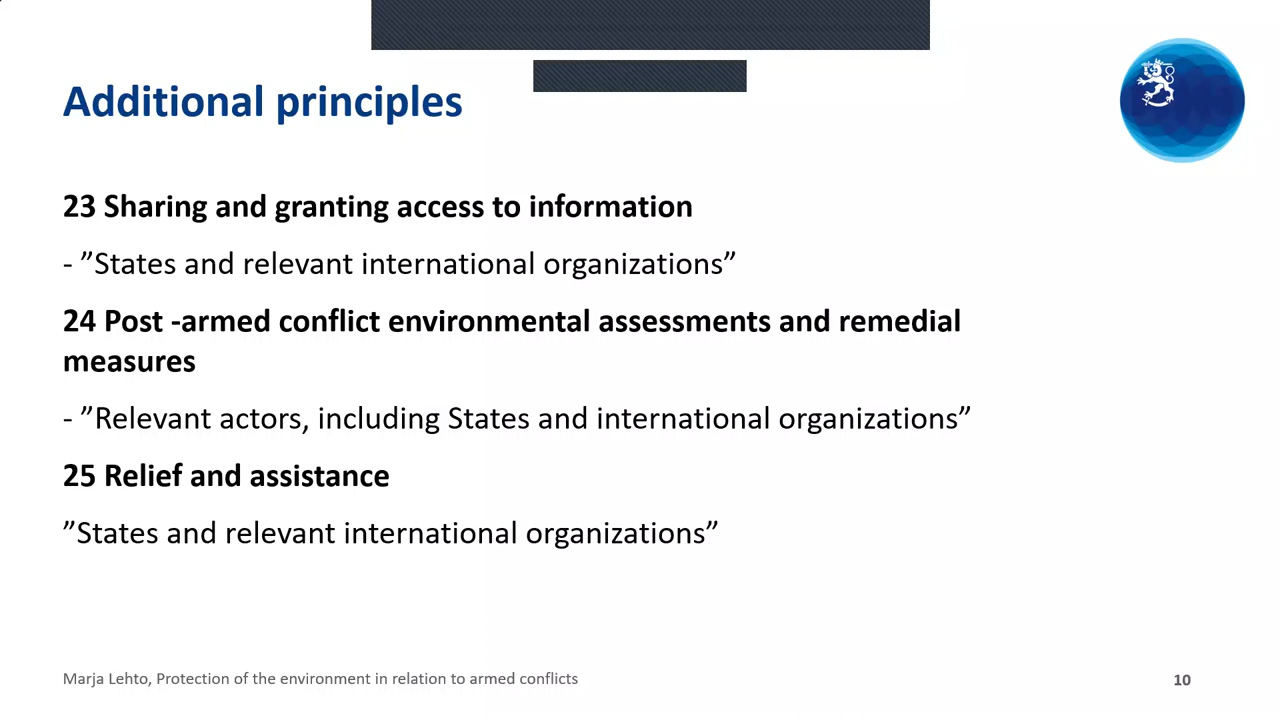 Additional principles
23 Sharing and granting access to information
- ”States and relevant international organizations”
24 Post -armed conflict environmental assessments and remedial
measures
- ”Relevant actors, including States and international organizations”
25 Relief and assistance
”States and relevant international organizations”
Marja Lehto, Protection of the environment in relation to armed conflicts
10